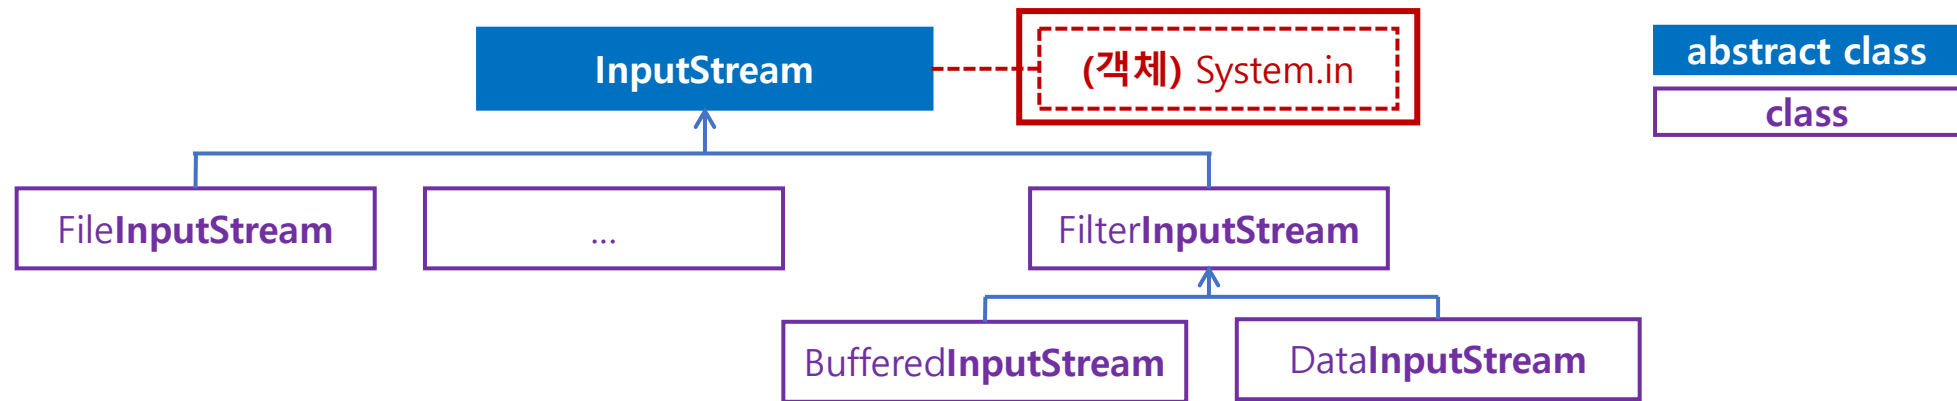 InputStream
(객체) System.in
abstract class
class
FileInputStream
...
FilterInputStream
BufferedInputStream
DataInputStream